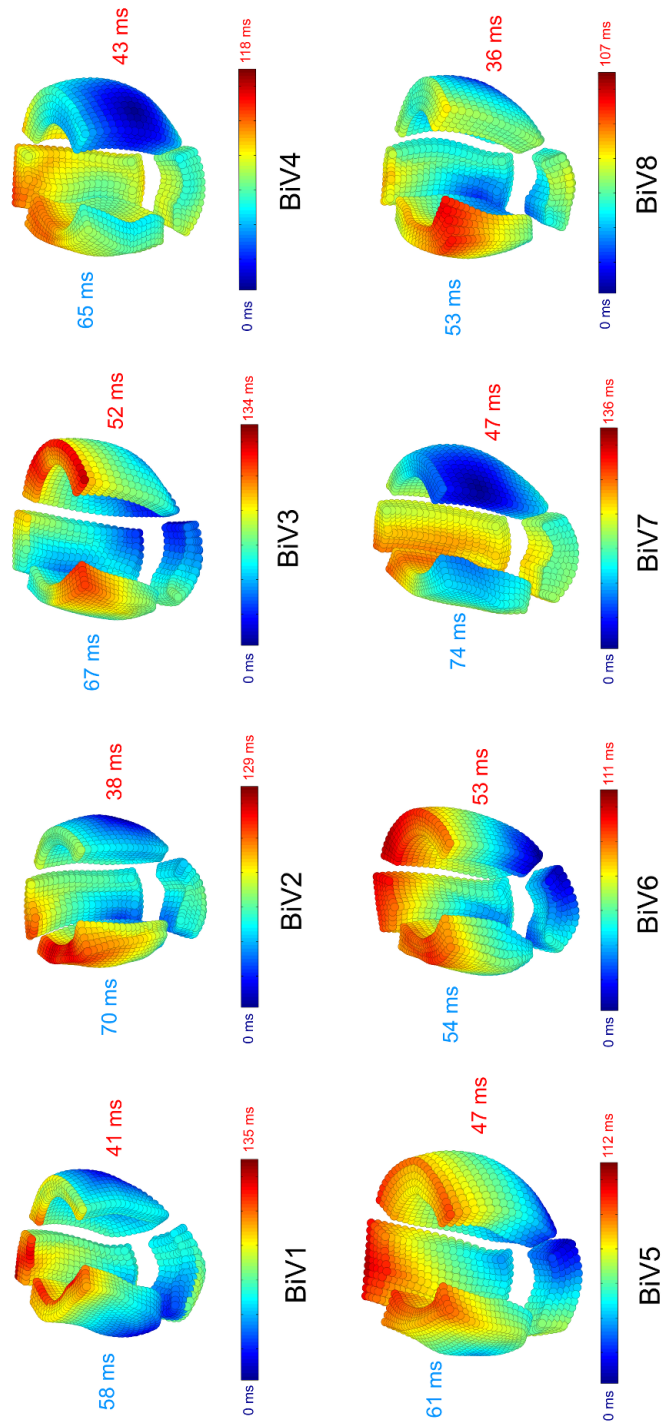 58 ms
41 ms
0 ms
135 ms
BiV1
70 ms
38 ms
0 ms
129 ms
BiV2
67 ms
52 ms
0 ms
134 ms
BiV3
65 ms
43 ms
0 ms
118 ms
BiV4
61 ms
47 ms
0 ms
112 ms
BiV5
54 ms
53 ms
0 ms
111 ms
BiV6
74 ms
47 ms
0 ms
136 ms
BiV7
53 ms
36 ms
0 ms
107 ms
BiV8